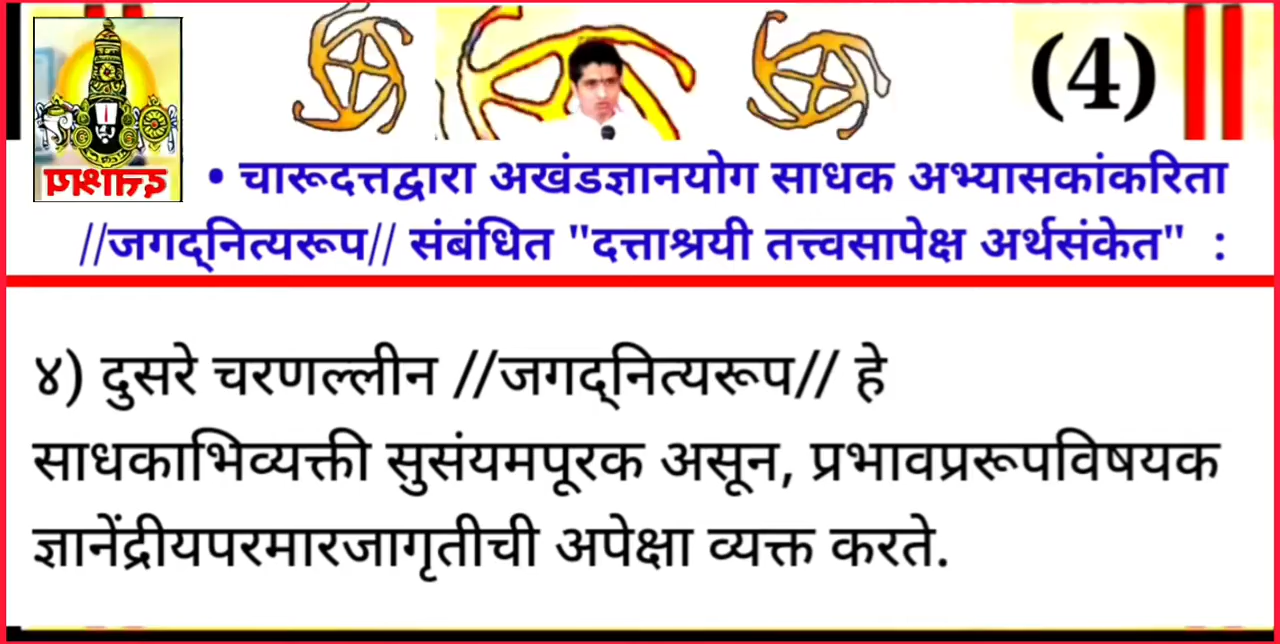 (4)
दत्ताश्रय
• चारूदत्तद्वारा अखंडज्ञानयोग साधक अभ्यासकांकरिता
//जगद्‌नित्यरूप// संबंधित "दत्ताश्रयी तत्त्वसापेक्ष अर्थसंकेत" :
४) दुसरे चरणल्लीन //जगद्‌नित्यरूप// हे
साधकाभिव्यक्ती सुसंयमपूरक असून, प्रभावप्ररूपविषयक
ज्ञानेंद्रीयपरमारजागृतीची अपेक्षा व्यक्त करते.